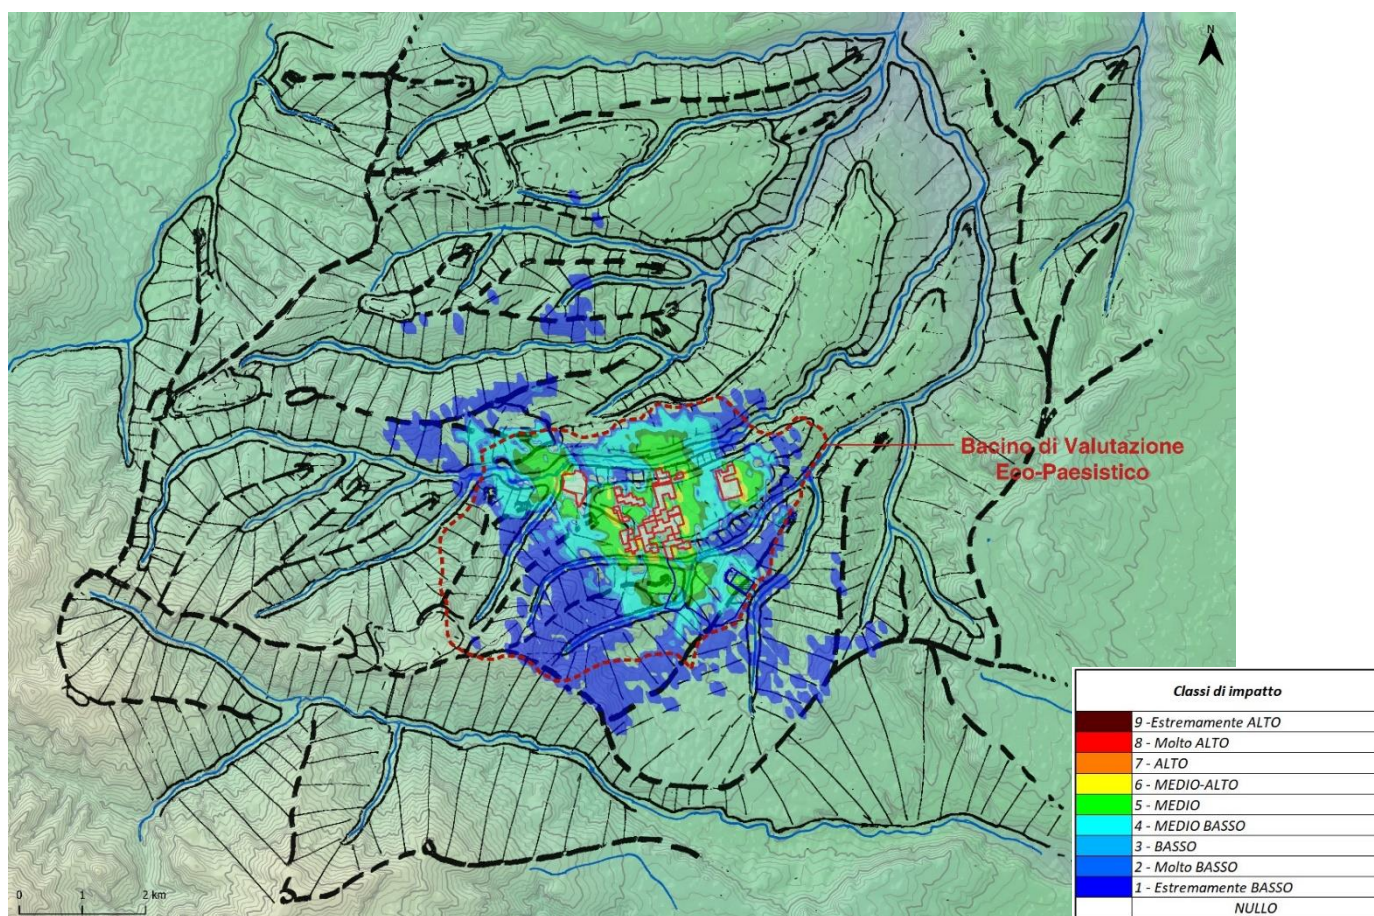 N
Bacino di Valutazione
Eco-Paesistico
Classi di impatto
9 -Estremamente ALTO
8 - Molto ALTO
7 - ALTO
6 - MEDIO-ALTO
5 - MEDIO
4 - MEDIO BASSO
3 - BASSO
2 - Molto BASSO
1 - Estremamente BASSO
NULLO
0 1 2 km